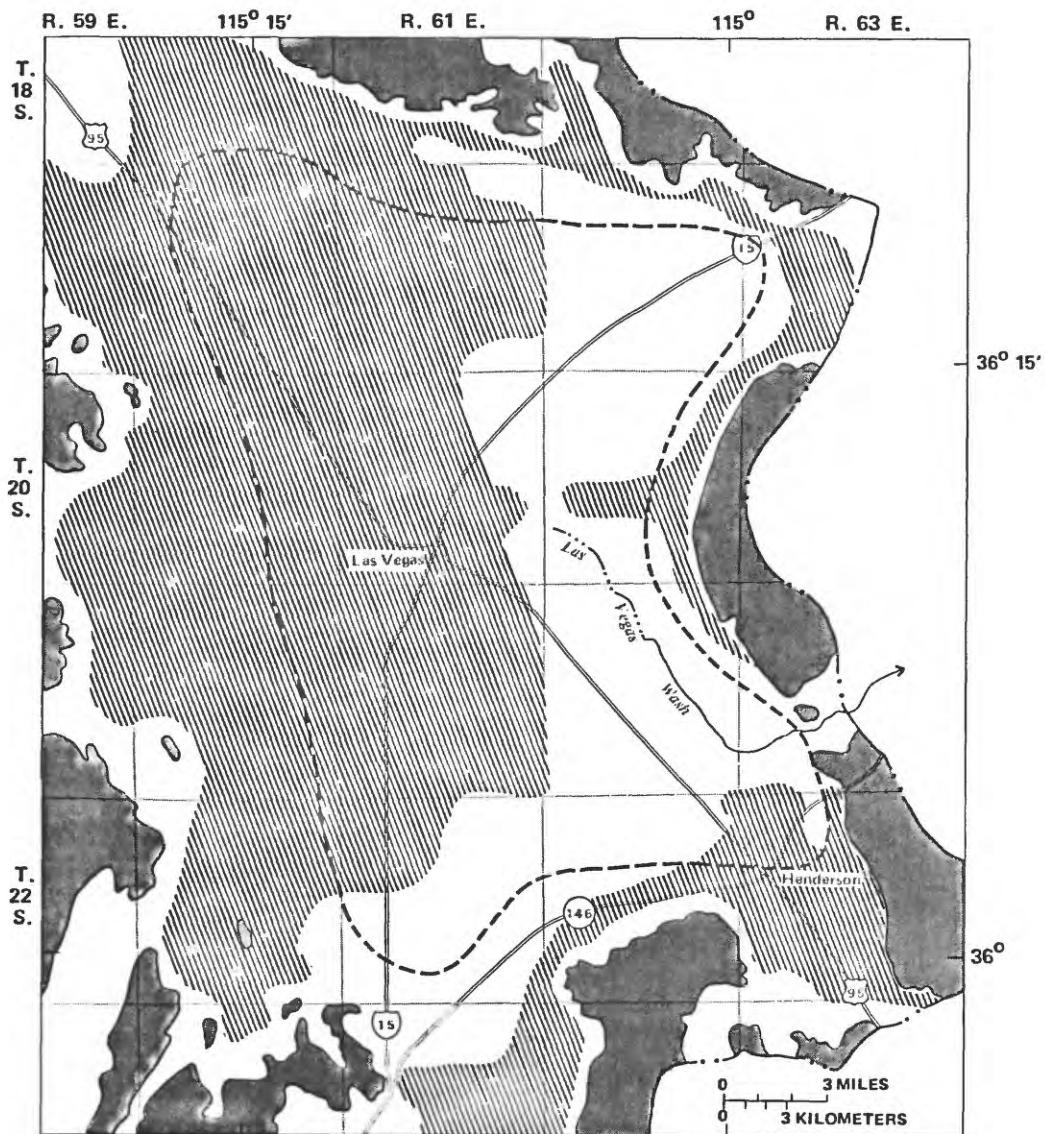 R. 59 E. 115° 15' R. 61 E. 115° R. 63 E.
T.
18
S.
95
15
36° 15'
T.
20
S.
Las Vegas
Las
Vegas
Wash
T.
22
S.
Henderson
146
36°
95
15
0 3 MILES
0 3 KILOMETERS